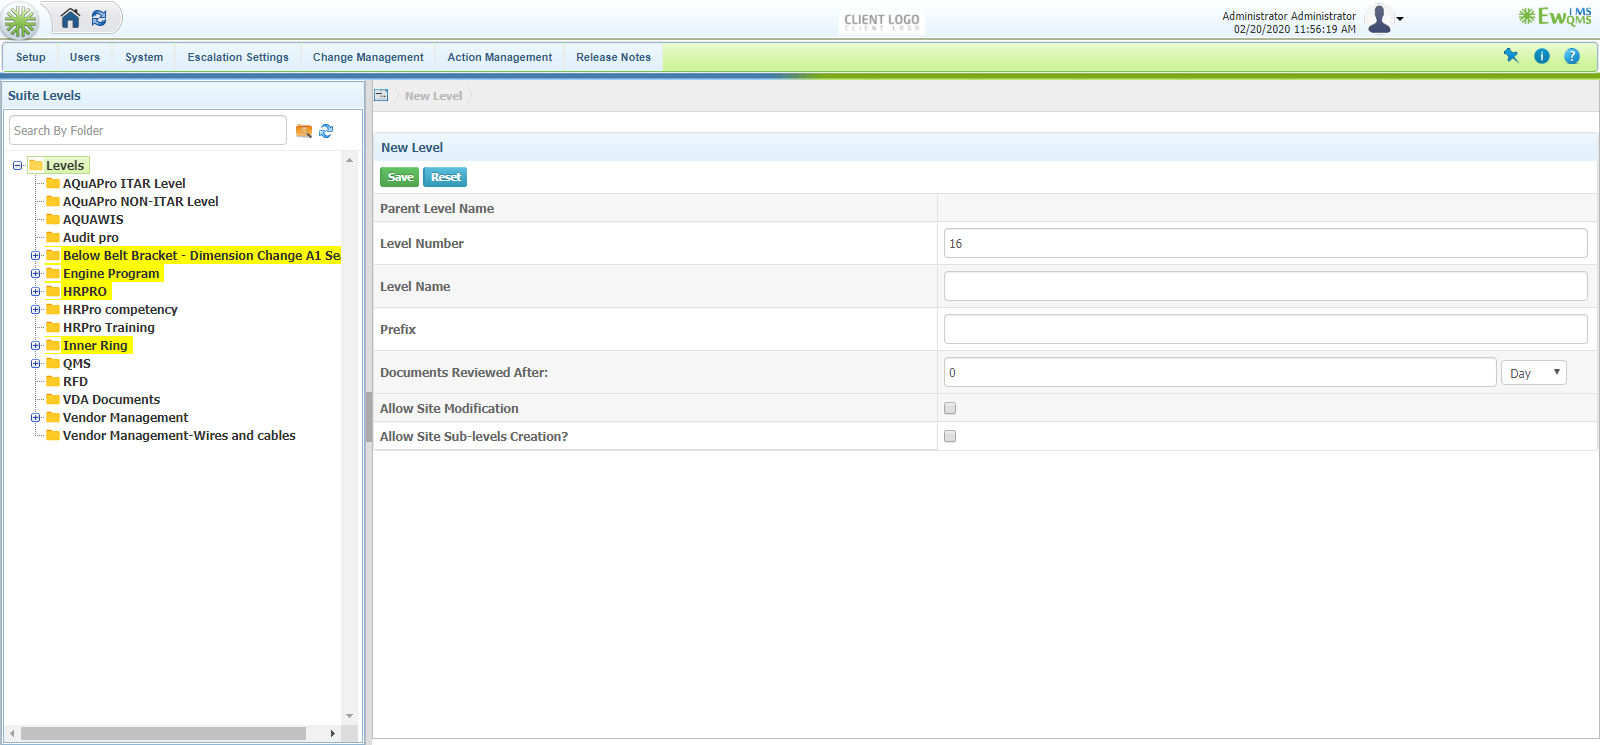 CLIENT LOGO
CLIENT LOGO
Administrator Administrator
02/20/2020 11:56:19 AM
EwQMS
IMS
Setup Users System Escalation Settings Change Management Action Management Release Notes
Suite Levels
New Level
Search By Folder
New Level
Save Reset
Levels
AQuAPro ITAR Level
AQuAPro NON-ITAR Level
AQUAWIS
Audit pro
Below Belt Bracket - Dimension Change A1 Se
Engine Program
HRPRO
HRPro competency
HRPro Training
Inner Ring
QMS
RFD
VDA Documents
Vendor Management
Vendor Management-Wires and cables
Parent Level Name
Level Number 16
Level Name
Prefix
Documents Reviewed After: 0 Day
Allow Site Modification
Allow Site Sub-levels Creation?